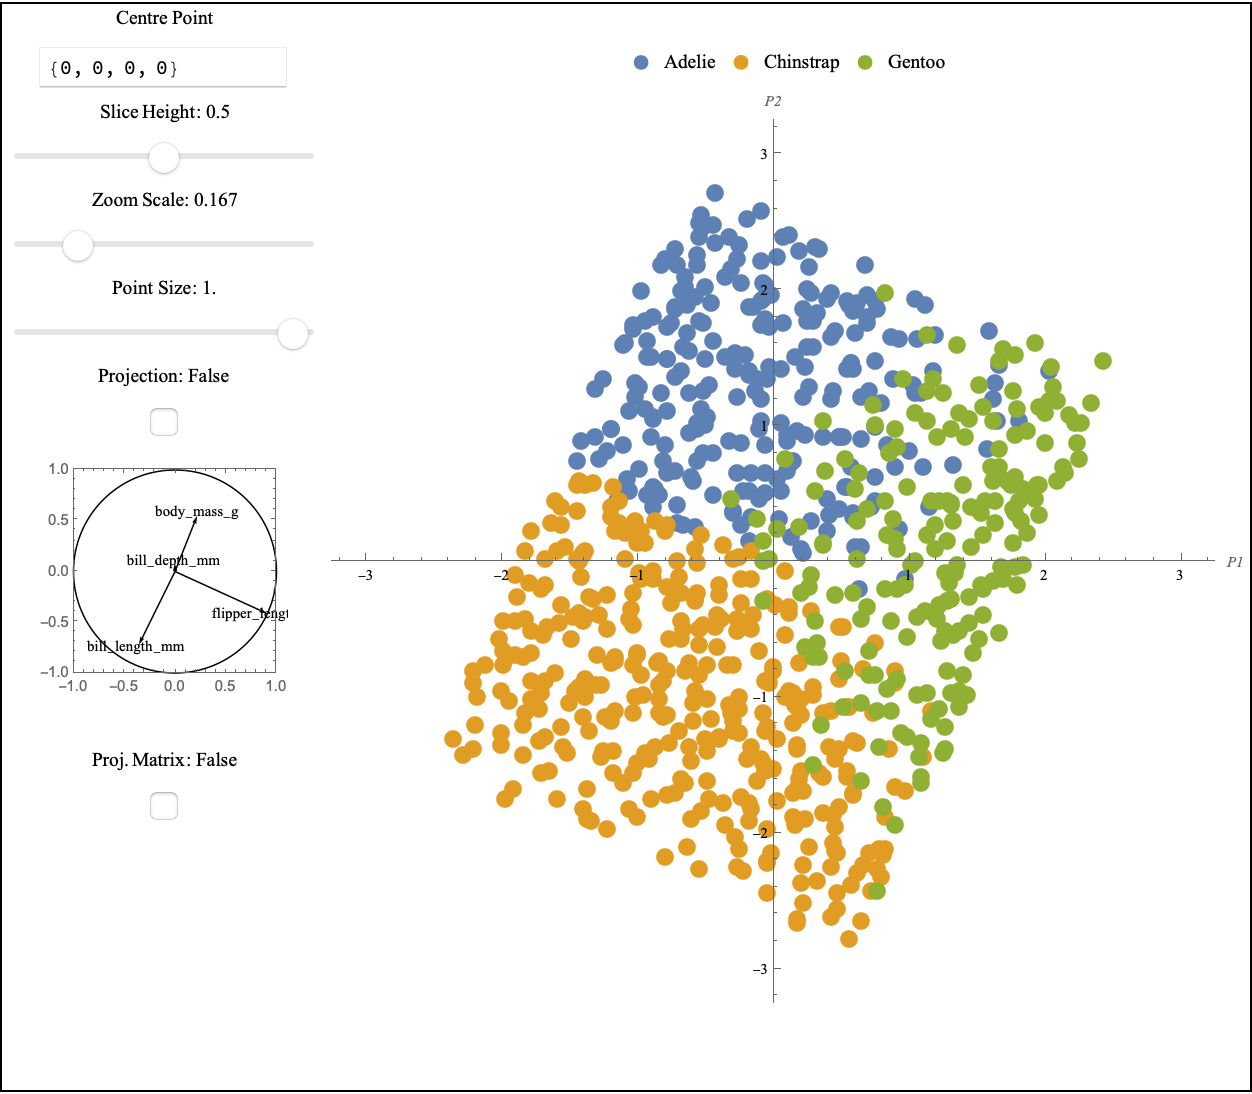 Centre Point
{0, 0, 0, 0}
Slice Height: 0.5
Zoom Scale: 0.167
Point Size: 1.
Projection: False
1.0
0.5
0.0
−0.5
−1.0
body_mass_g
bill_depth_mm
flipper_lengt
bill_length_mm
−1.0 −0.5 0.0 0.5 1.0
Proj. Matrix: False
Adelie Chinstrap Gentoo
P2
3
2
1
−3 −2 −1 1 2 3 P1
−1
−2
−3